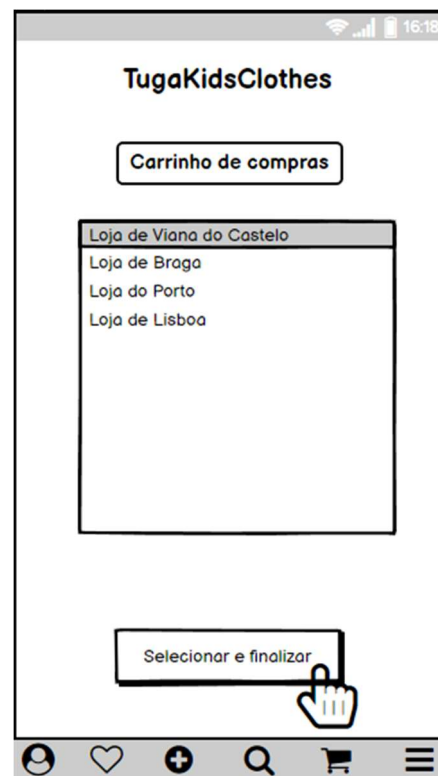 16:18
TugaKidsClothes
Carrinho de compras
Loja de Viana do Castelo
Loja de Braga
Loja do Porto
Loja de Lisboa
Selecionar e finalizar